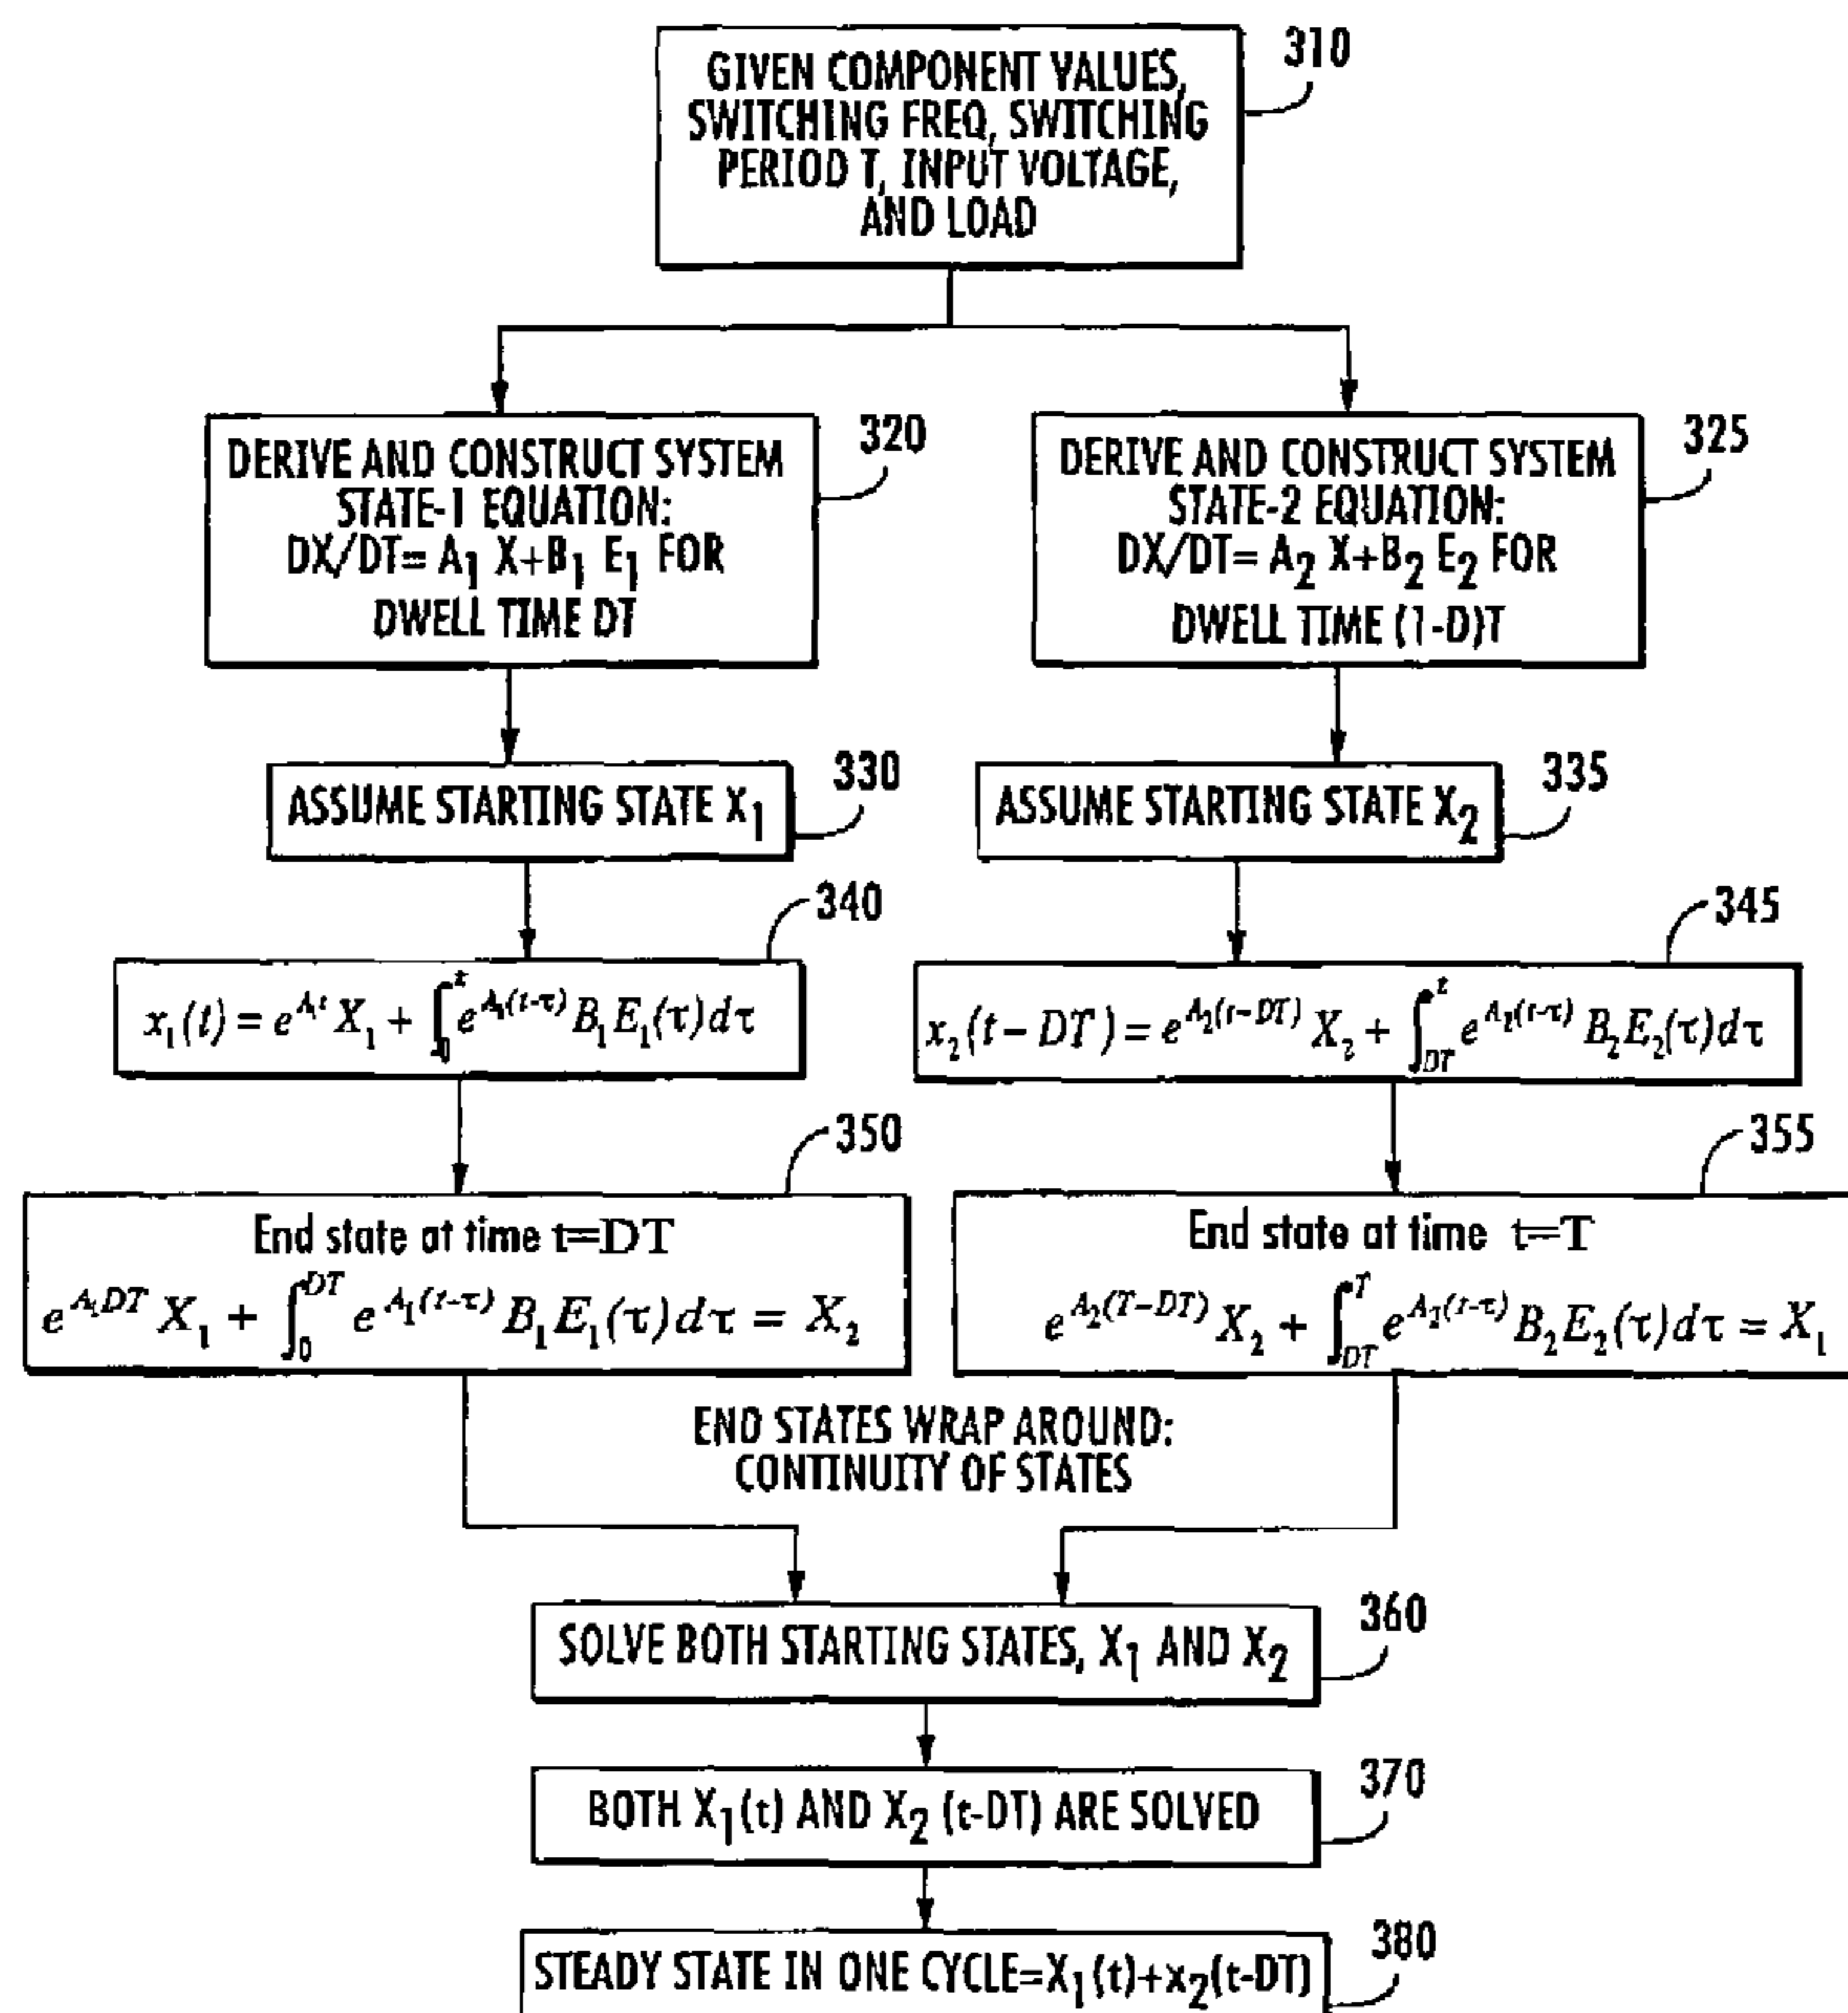 GIVEN COMPONENT VALUES,
SWITCHING FREQ, SWITCHING
PERIOD T, INPUT VOLTAGE,
AND LOAD
310
DERIVE AND CONSTRUCT SYSTEM
STATE-1 EQUATION:
DX/DT= A₁ X+B₁ E₁ FOR
DWELL TIME DT
320
DERIVE AND CONSTRUCT SYSTEM
STATE-2 EQUATION:
DX/DT= A₂ X+B₂ E₂ FOR
DWELL TIME (1-D)T
325
ASSUME STARTING STATE X₁
330
ASSUME STARTING STATE X₂
335
340
x₁(t) = e^{A₁t} X₁ + ∫₀^t e^{A₁(t-τ)} B₁E₁(τ)dτ
345
x₂(t-DT) = e^{A₂(t-DT)} X₂ + ∫_{DT}^t e^{A₂(t-τ)} B₂E₂(τ)dτ
350
End state at time t=DT
e^{A₁DT} X₁ + ∫₀^{DT} e^{A₁(t-τ)} B₁E₁(τ)dτ = X₂
355
End state at time t=T
e^{A₂(T-DT)} X₂ + ∫_{DT}^T e^{A₂(t-τ)} B₂E₂(τ)dτ = X₁
END STATES WRAP AROUND:
CONTINUITY OF STATES
SOLVE BOTH STARTING STATES, X₁ AND X₂
360
BOTH X₁(t) AND X₂ (t-DT) ARE SOLVED
370
STEADY STATE IN ONE CYCLE=X₁(t)+x₂(t-DT)
380